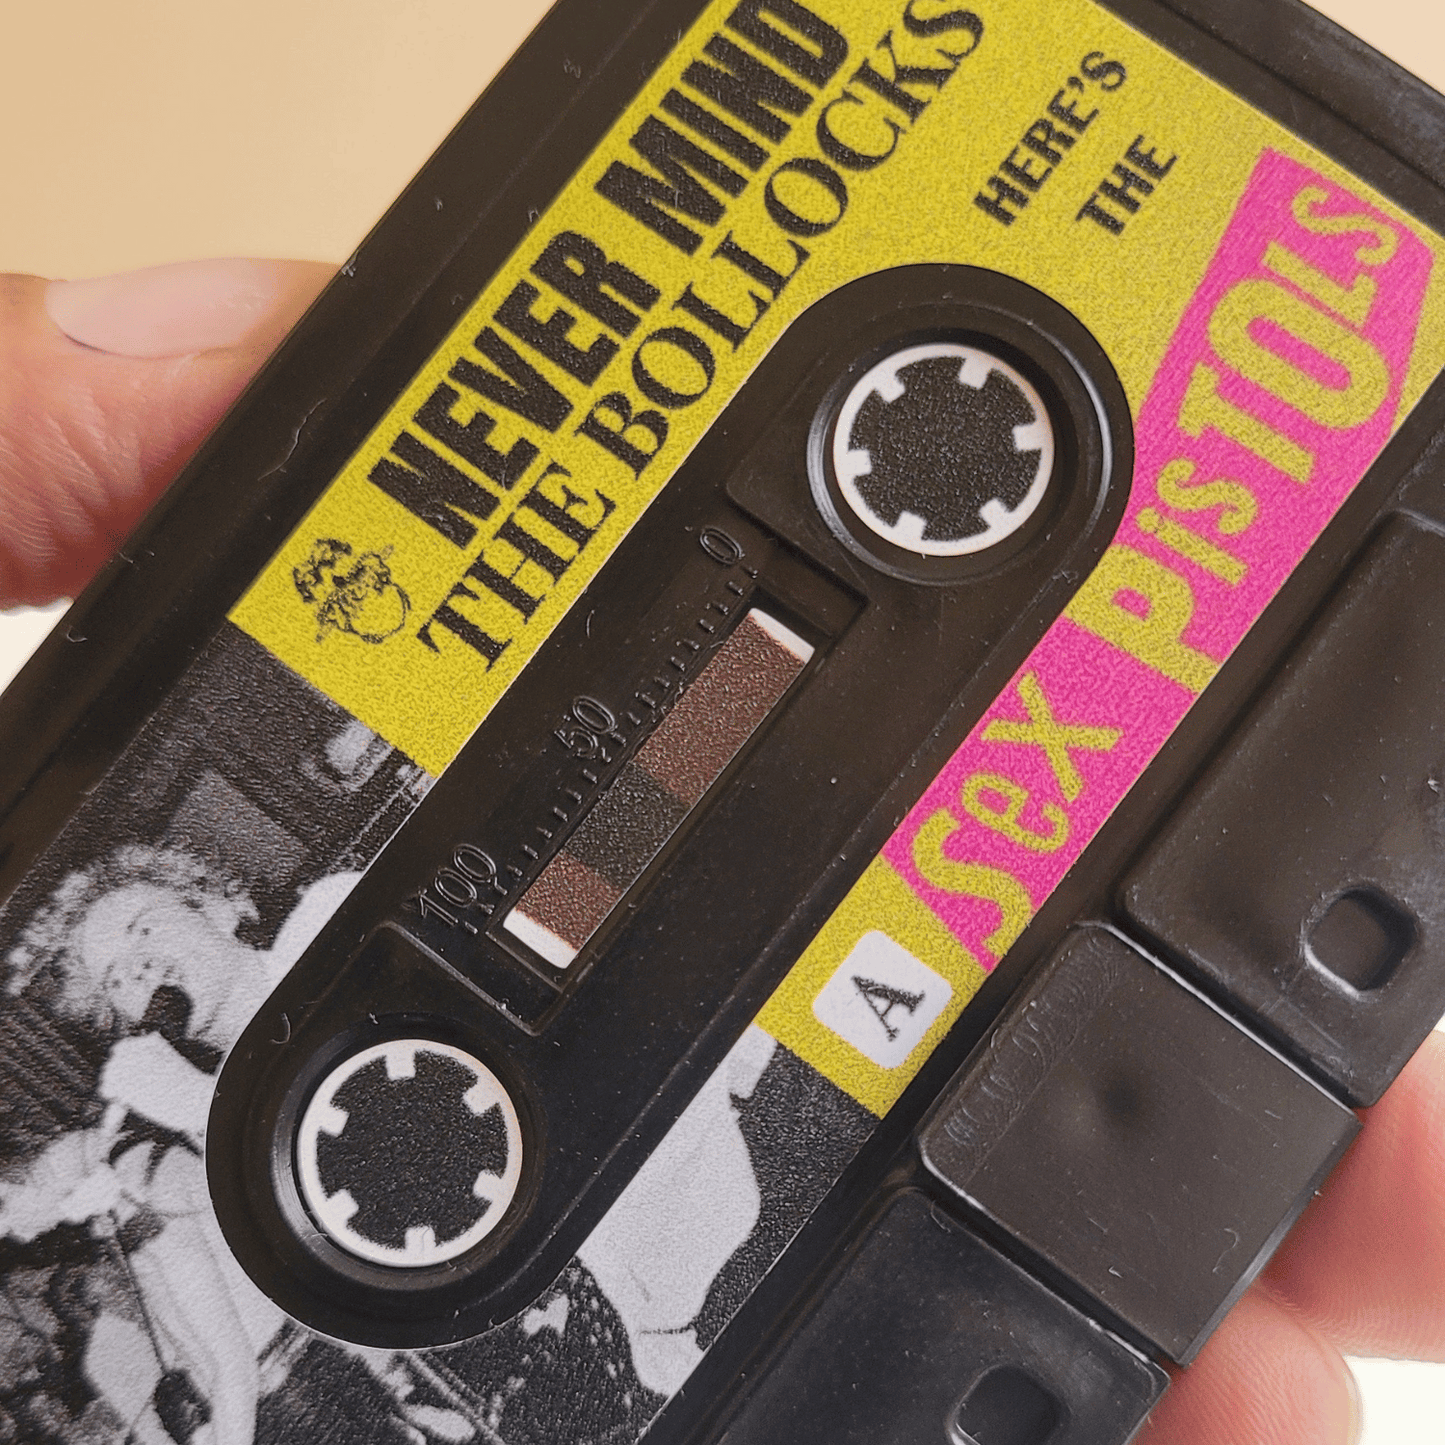 NEVER MIND
THE BOLLOCKS
HERE'S
THE
Sex PisTOLs
A
0
50
100